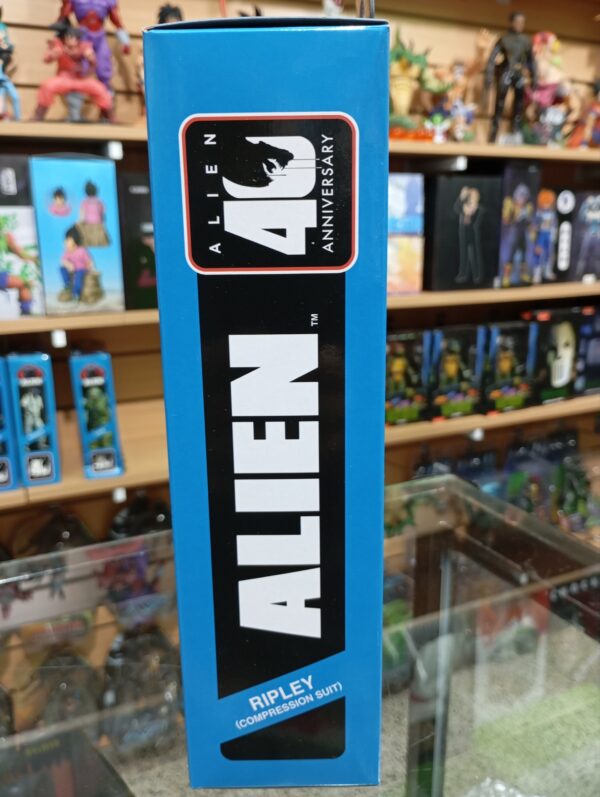 ALIEN
40
ANNIVERSARY
ALIEN™
RIPLEY
(COMPRESSION SUIT)